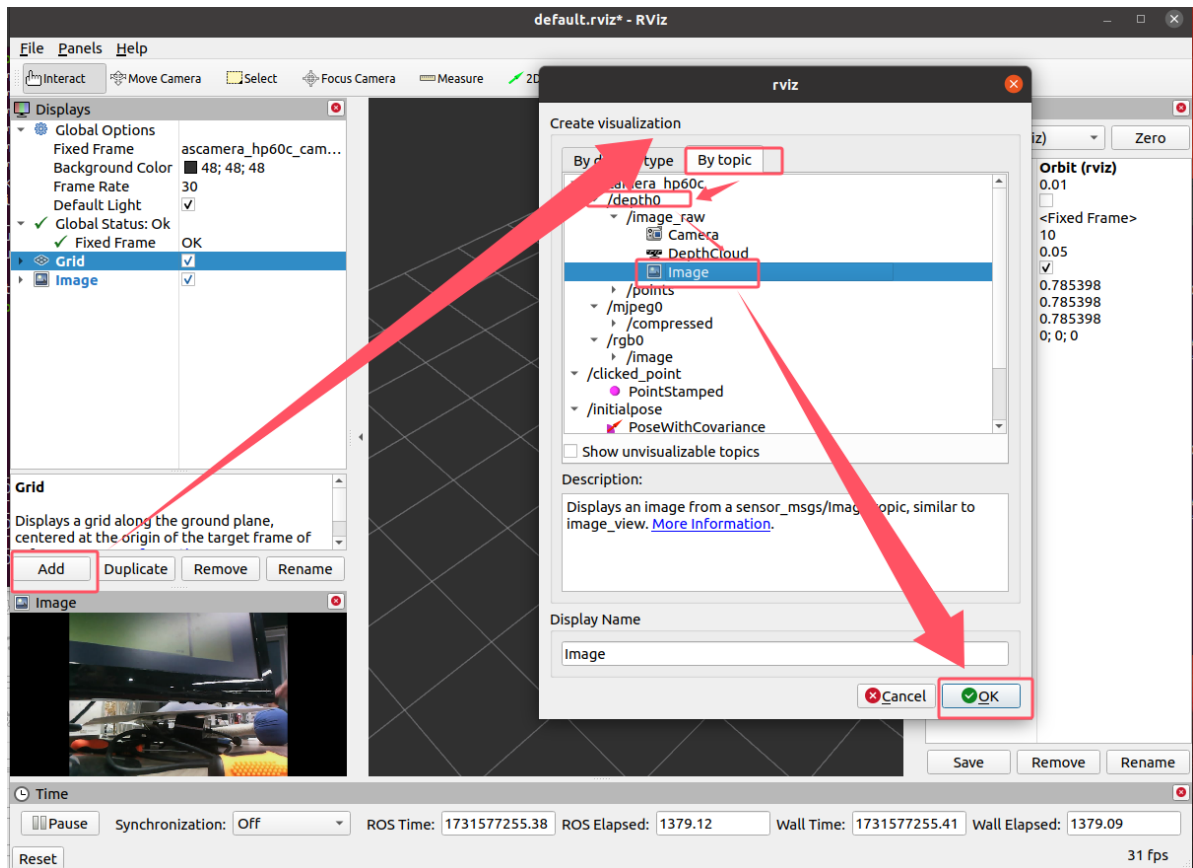 default.rviz* - RViz
File Panels Help
Interact Move Camera Select Focus Camera Measure 2D
Displays
Global Options
Fixed Frame ascamera_hp60c_cam...
Background Color 48; 48; 48
Frame Rate 30
Default Light
Global Status: Ok
Fixed Frame OK
Grid
Image
Grid
Displays a grid along the ground plane,
centered at the origin of the target frame of
Add Duplicate Remove Rename
Image
rviz
Create visualization
By type By topic
/depth0
/image_raw
Camera
DepthCloud
Image
/points
/mjpeg0
/compressed
/rgb0
/image
/clicked_point
PointStamped
/initialpose
PoseWithCovariance
Show unvisualizable topics
Description:
Displays an image from a sensor_msgs/Image topic, similar to
image_view. More Information.
Display Name
Image
Cancel OK
iz) Zero
Orbit (rviz)
0.01
<Fixed Frame>
10
0.05
0.785398
0.785398
0.785398
0; 0; 0
Save Remove Rename
Time
Pause Synchronization: Off ROS Time: 1731577255.38 ROS Elapsed: 1379.12 Wall Time: 1731577255.41 Wall Elapsed: 1379.09
Reset 31 fps